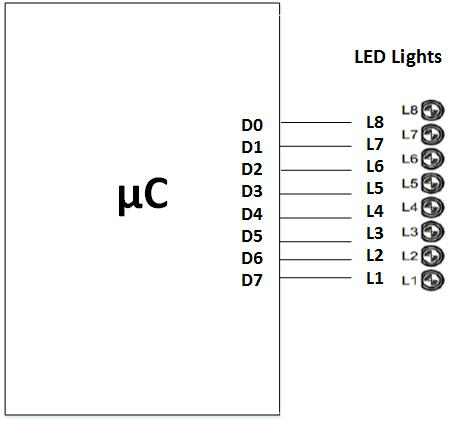 LED Lights
µC
D0 L8 L8
D1 L7 L7
D2 L6 L6
D3 L5 L5
D4 L4 L4
D5 L3 L3
D6 L2 L2
D7 L1 L1